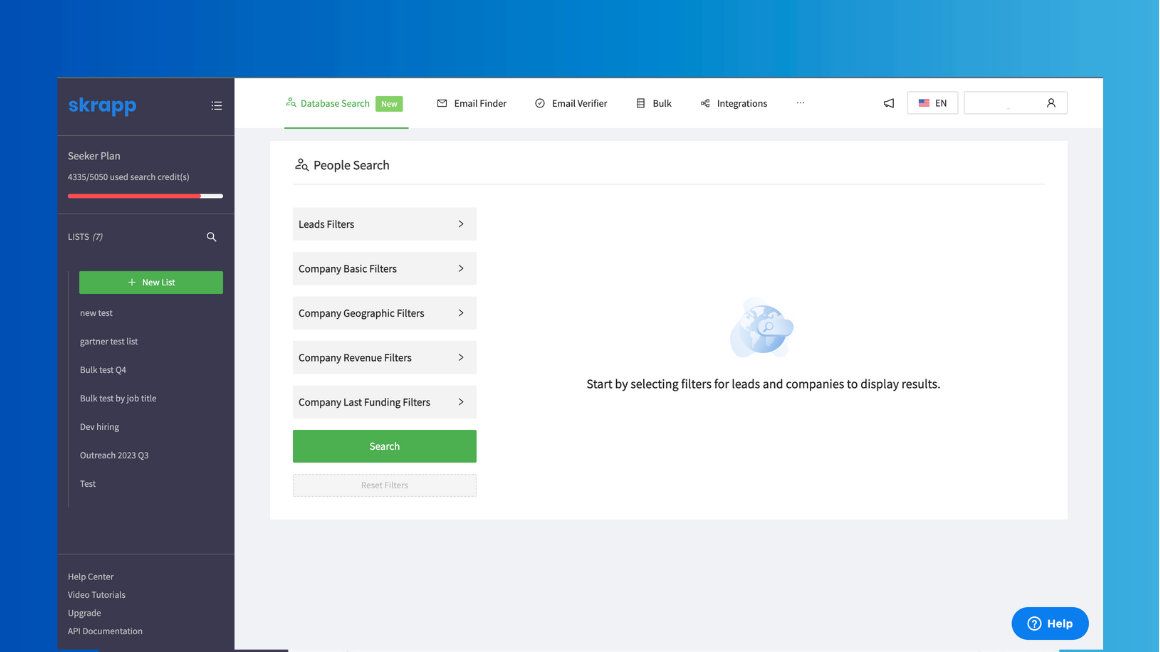 skrapp
Seeker Plan
4335/5050 used search credit(s)
LISTS (7)
+ New List
new test
gartner test list
Bulk test Q4
Bulk test by job title
Dev hiring
Outreach 2023 Q3
Test
Help Center
Video Tutorials
Upgrade
API Documentation
Database Search New Email Finder Email Verifier Bulk Integrations ... EN
People Search
Leads Filters
Company Basic Filters
Company Geographic Filters
Company Revenue Filters
Company Last Funding Filters
Search
Reset Filters
Start by selecting filters for leads and companies to display results.
Help